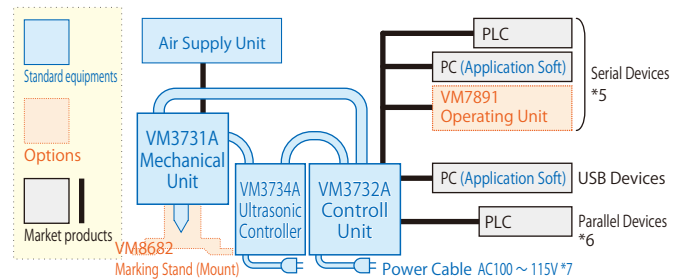 Standard equipments
Options
Market products
Air Supply Unit
VM3731A
Mechanical
Unit
VM8682
Marking Stand (Mount)
VM3734A
Ultrasonic
Controller
VM3732A
Controll
Unit
PLC
PC (Application Soft)
VM7891
Operating Unit
Serial Devices
*5
PC (Application Soft)
USB Devices
PLC
Parallel Devices
*6
Power Cable AC100 ~ 115V *7